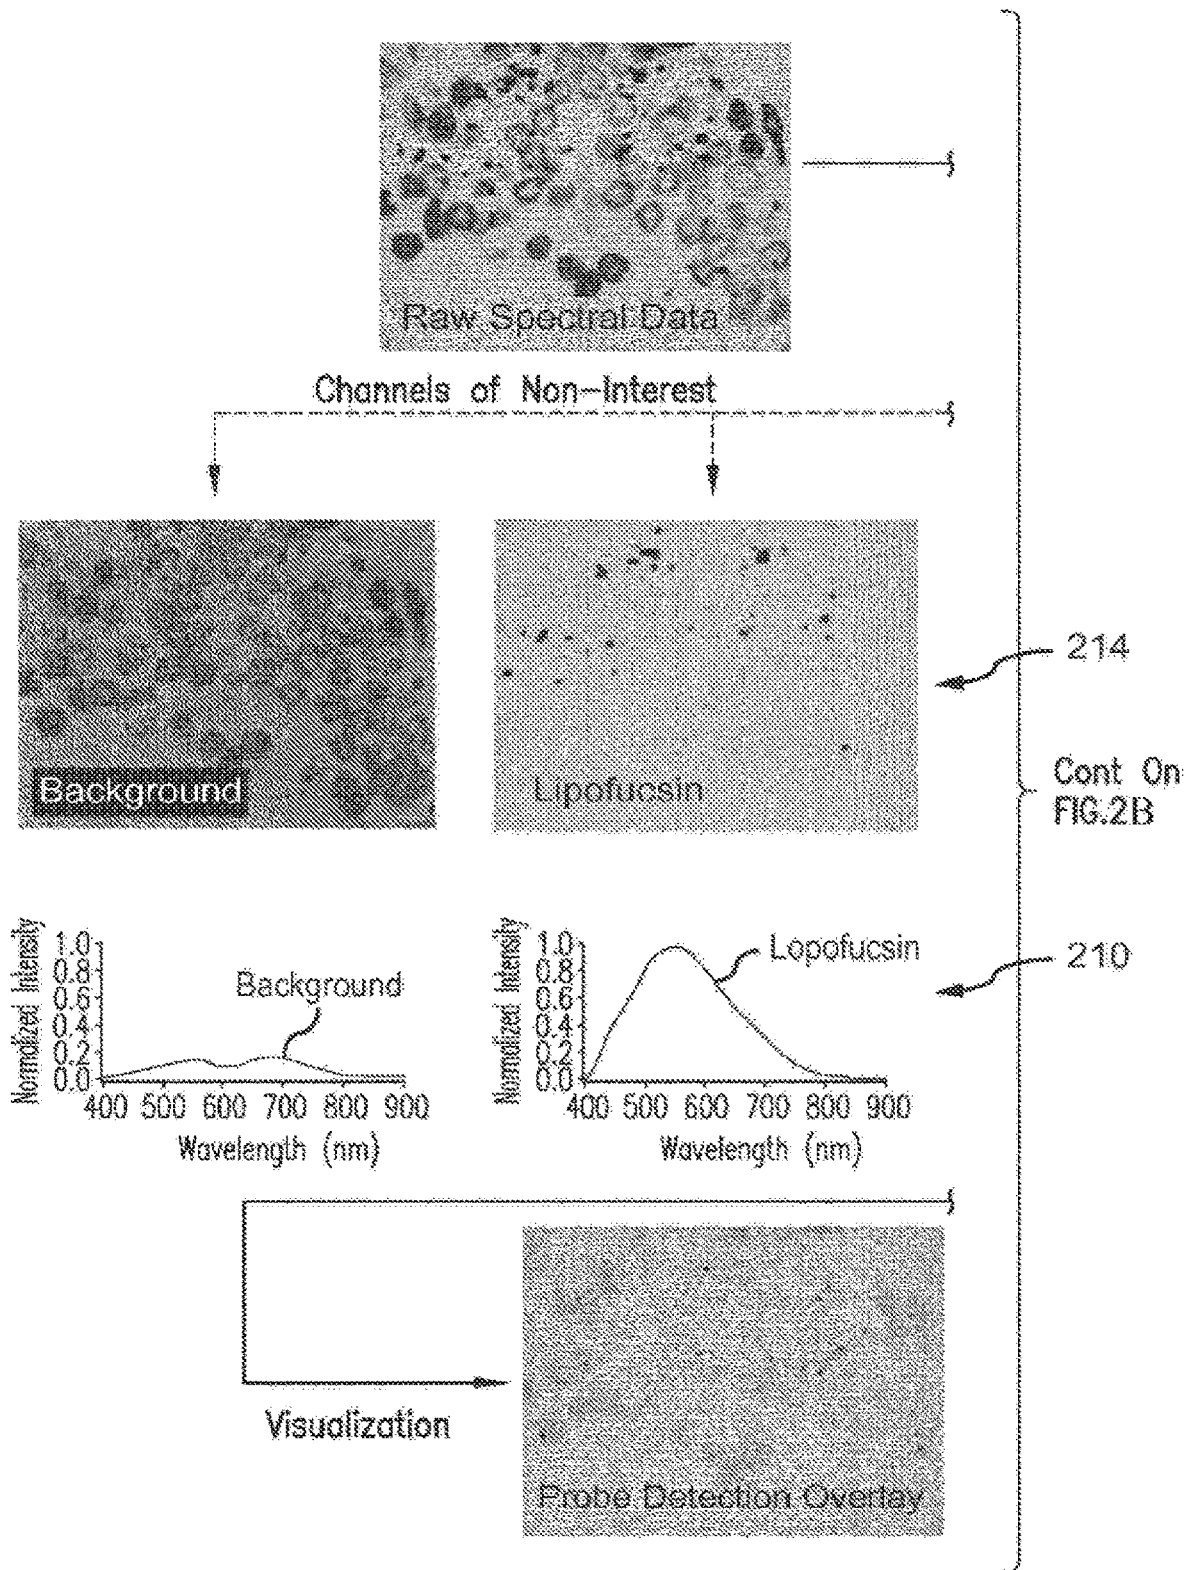 Raw Spectral Data
Channels of Non-Interest
214
Background
Lipofucsin
Cont On
FIG.2B
Normalized Intensity
1.0
0.8
0.6
0.4
0.2
0.0
Background
400 500 600 700 800 900
Wavelength (nm)
Normalized Intensity
1.0
0.8
0.6
0.4
0.2
0.0
Lopofucsin
400 500 600 700 800 900
Wavelength (nm)
210
Visualization
Probe Detection Overlay